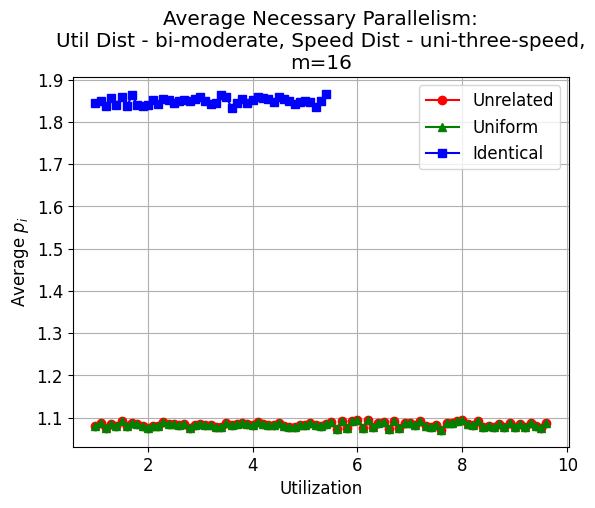 Average Necessary Parallelism:
Util Dist - bi-moderate, Speed Dist - uni-three-speed,
m=16
1.9
1.8
1.7
1.6
1.5
1.4
1.3
1.2
1.1
Average $p_i$
Unrelated
Uniform
Identical
2 4 6 8 10
Utilization